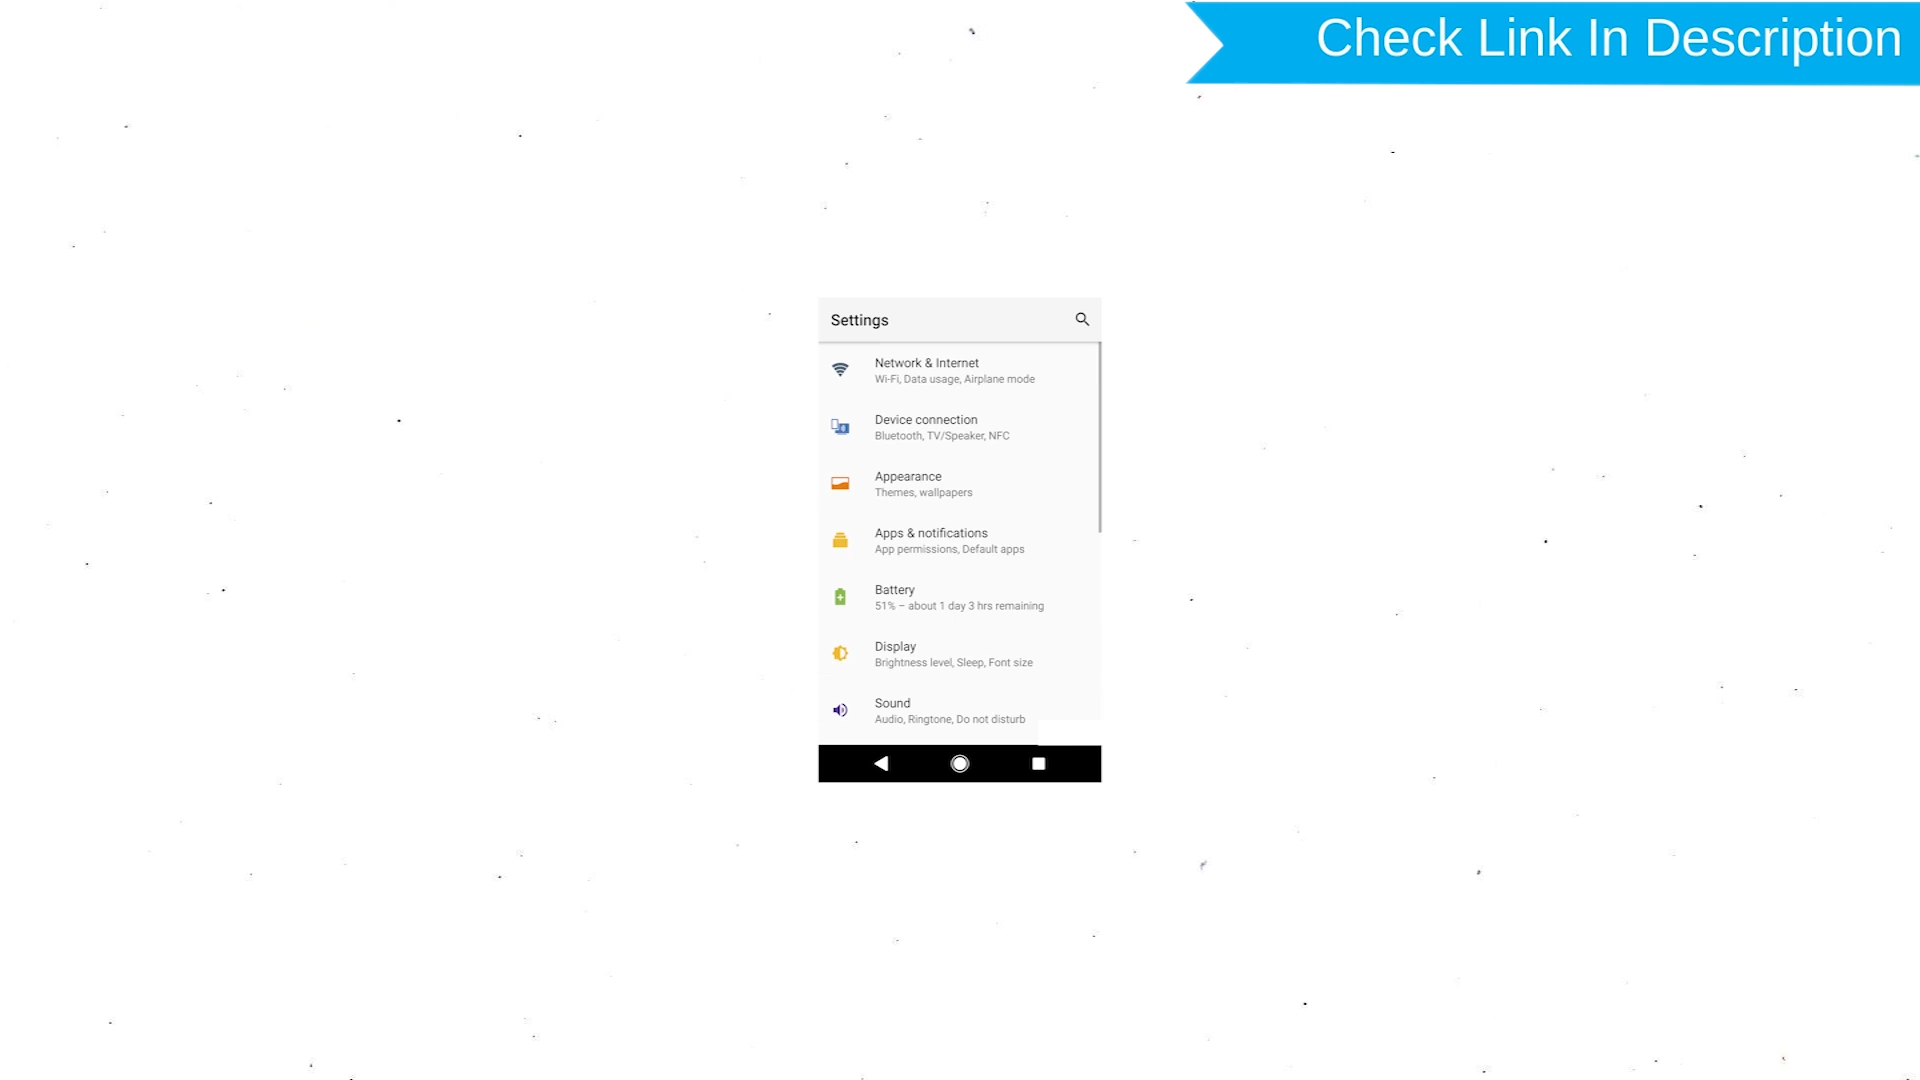 Check Link In Description
Settings
Network & Internet
Wi-Fi, Data usage, Airplane mode
Device connection
Bluetooth, TV/Speaker, NFC
Appearance
Themes, wallpapers
Apps & notifications
App permissions, Default apps
Battery
51% – about 1 day 3 hrs remaining
Display
Brightness level, Sleep, Font size
Sound
Audio, Ringtone, Do not disturb